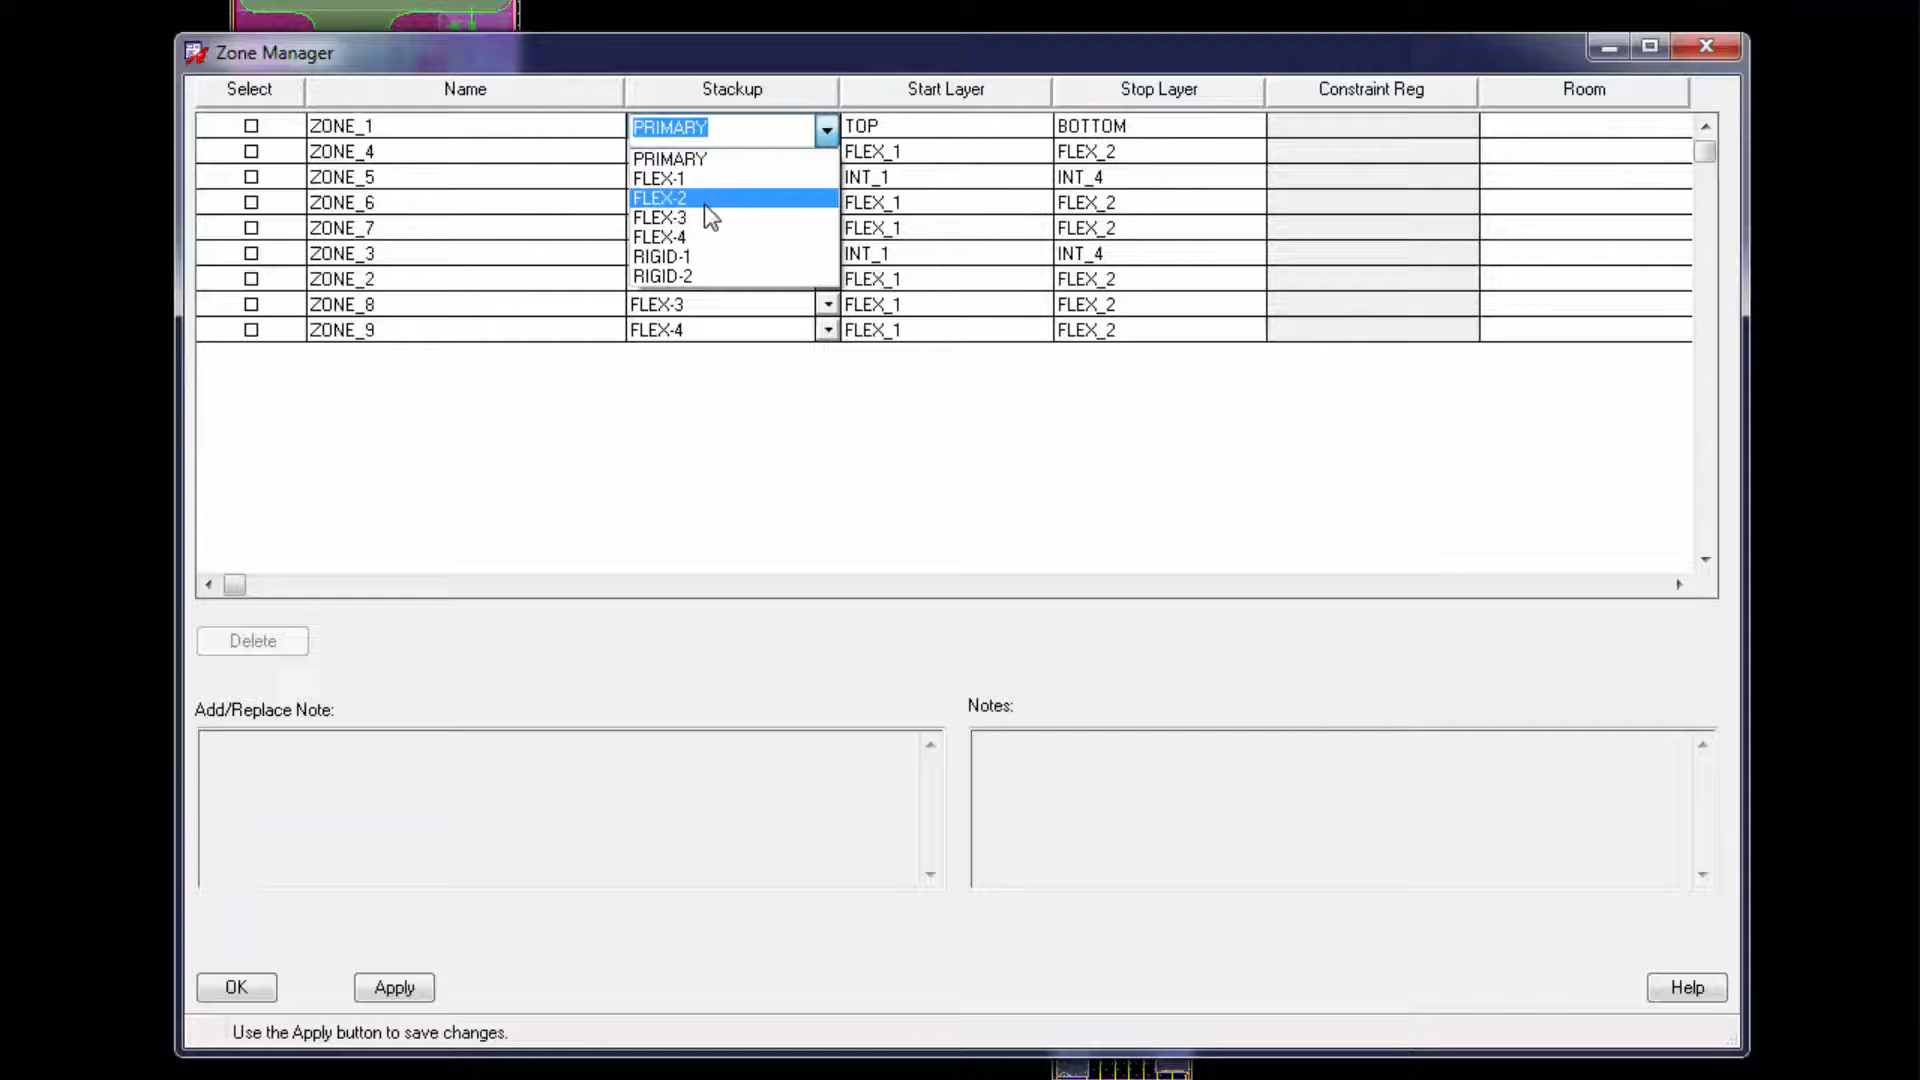 Zone Manager
Select Name Stackup Start Layer Stop Layer Constraint Reg Room
ZONE_1 PRIMARY TOP BOTTOM
PRIMARY
ZONE_4 FLEX_1 FLEX_2
FLEX-1
ZONE_5 INT_1 INT_4
FLEX-2
ZONE_6 FLEX_1 FLEX_2
FLEX-3
ZONE_7 FLEX_1 FLEX_2
FLEX-4
ZONE_3 INT_1 INT_4
RIGID-1
ZONE_2 FLEX_1 FLEX_2
RIGID-2
ZONE_8 FLEX-3 FLEX_1 FLEX_2
ZONE_9 FLEX-4 FLEX_1 FLEX_2
Delete
Add/Replace Note: Notes:
OK Apply Help
Use the Apply button to save changes.